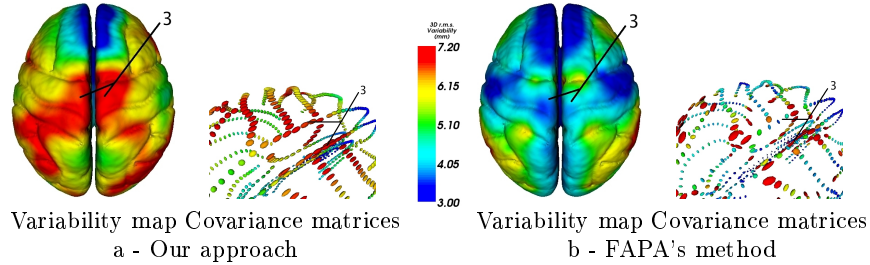 3
3
3D r.m.s.
Variability
(mm)
7.20
6.15
5.10
4.05
3.00
3
3
Variability map Covariance matrices
a - Our approach
Variability map Covariance matrices
b - FAPA's method